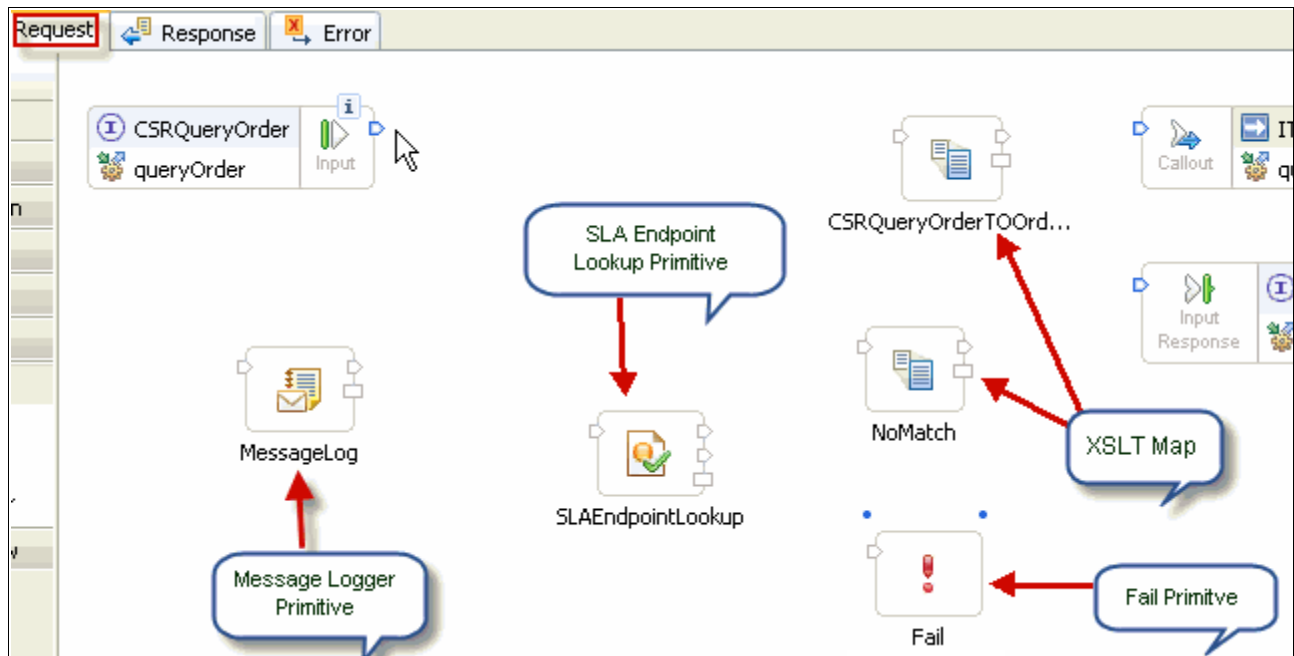 Request
Response
Error
CSRQueryOrder
queryOrder
Input
Callout
CSRQueryOrderTOOrd...
SLA Endpoint
Lookup Primitive
Input
Response
MessageLog
NoMatch
XSLT Map
SLAEndpointLookup
Message Logger
Primitive
Fail Primitve
Fail